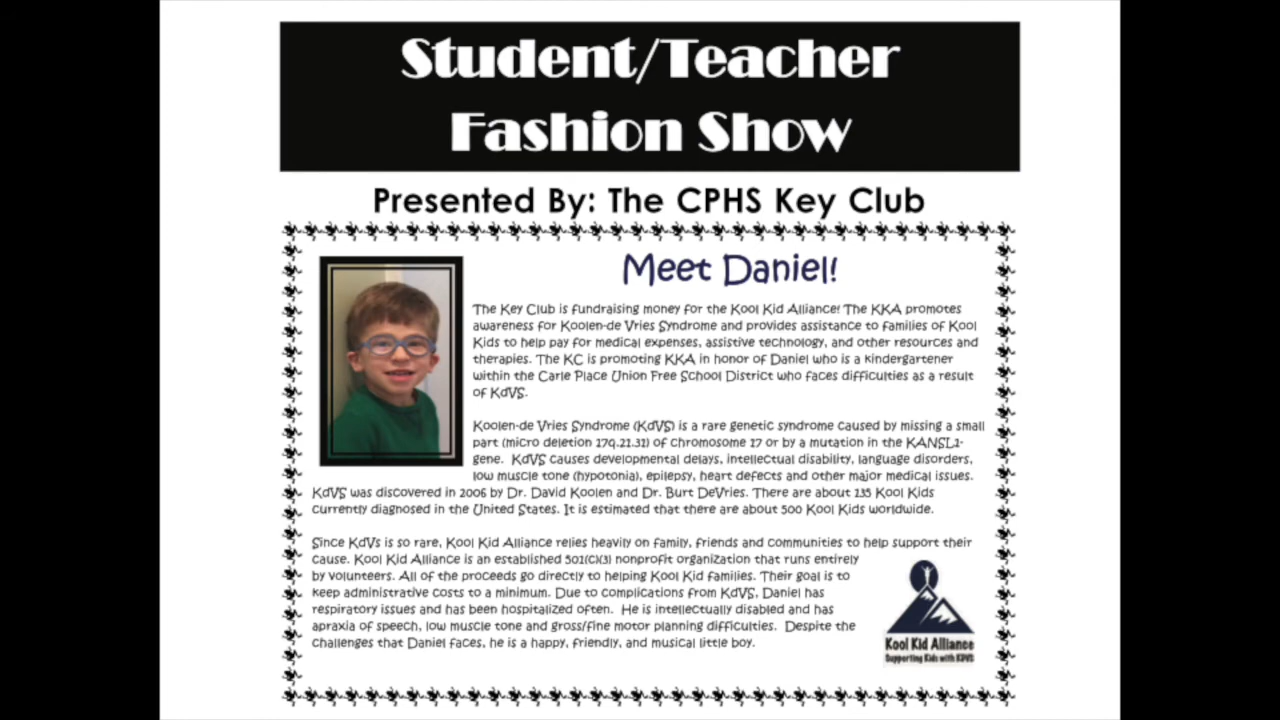 Student/Teacher
Fashion Show
Presented By: The CPHS Key Club
Meet Daniel!
The Key Club is fundraising money for the Kool Kid Alliance! The KKA promotes
awareness for Koolen-de Vries Syndrome and provides assistance to families of Kool
Kids to help pay for medical expenses, assistive technology, and other resources and
therapies. The KC is promoting KKA in honor of Daniel who is a kindergartener
within the Carle Place Union Free School District who faces difficulties as a result
of KdVS.
Koolen-de Vries Syndrome (KdVS) is a rare genetic syndrome caused by missing a small
part (micro deletion 17q.21.31) of chromosome 17 or by a mutation in the KANSL1-
gene. KdVS causes developmental delays, intellectual disability, language disorders,
low muscle tone (hypotonia), epilepsy, heart defects and other major medical issues.
KdVS was discovered in 2006 by Dr. David Koolen and Dr. Burt DeVries. There are about 135 Kool Kids
currently diagnosed in the United States. It is estimated that there are about 500 Kool Kids worldwide.
Since KdVs is so rare, Kool Kid Alliance relies heavily on family, friends and communities to help support their
cause. Kool Kid Alliance is an established 501(c)(3) nonprofit organization that runs entirely
by volunteers. All of the proceeds go directly to helping Kool Kid families. Their goal is to
keep administrative costs to a minimum. Due to complications from KdVS, Daniel has
respiratory issues and has been hospitalized often. He is intellectually disabled and has
apraxia of speech, low muscle tone and gross/fine motor planning difficulties. Despite the
challenges that Daniel faces, he is a happy, friendly, and musical little boy.
Kool Kid Alliance
Supporting Kids with KDVS